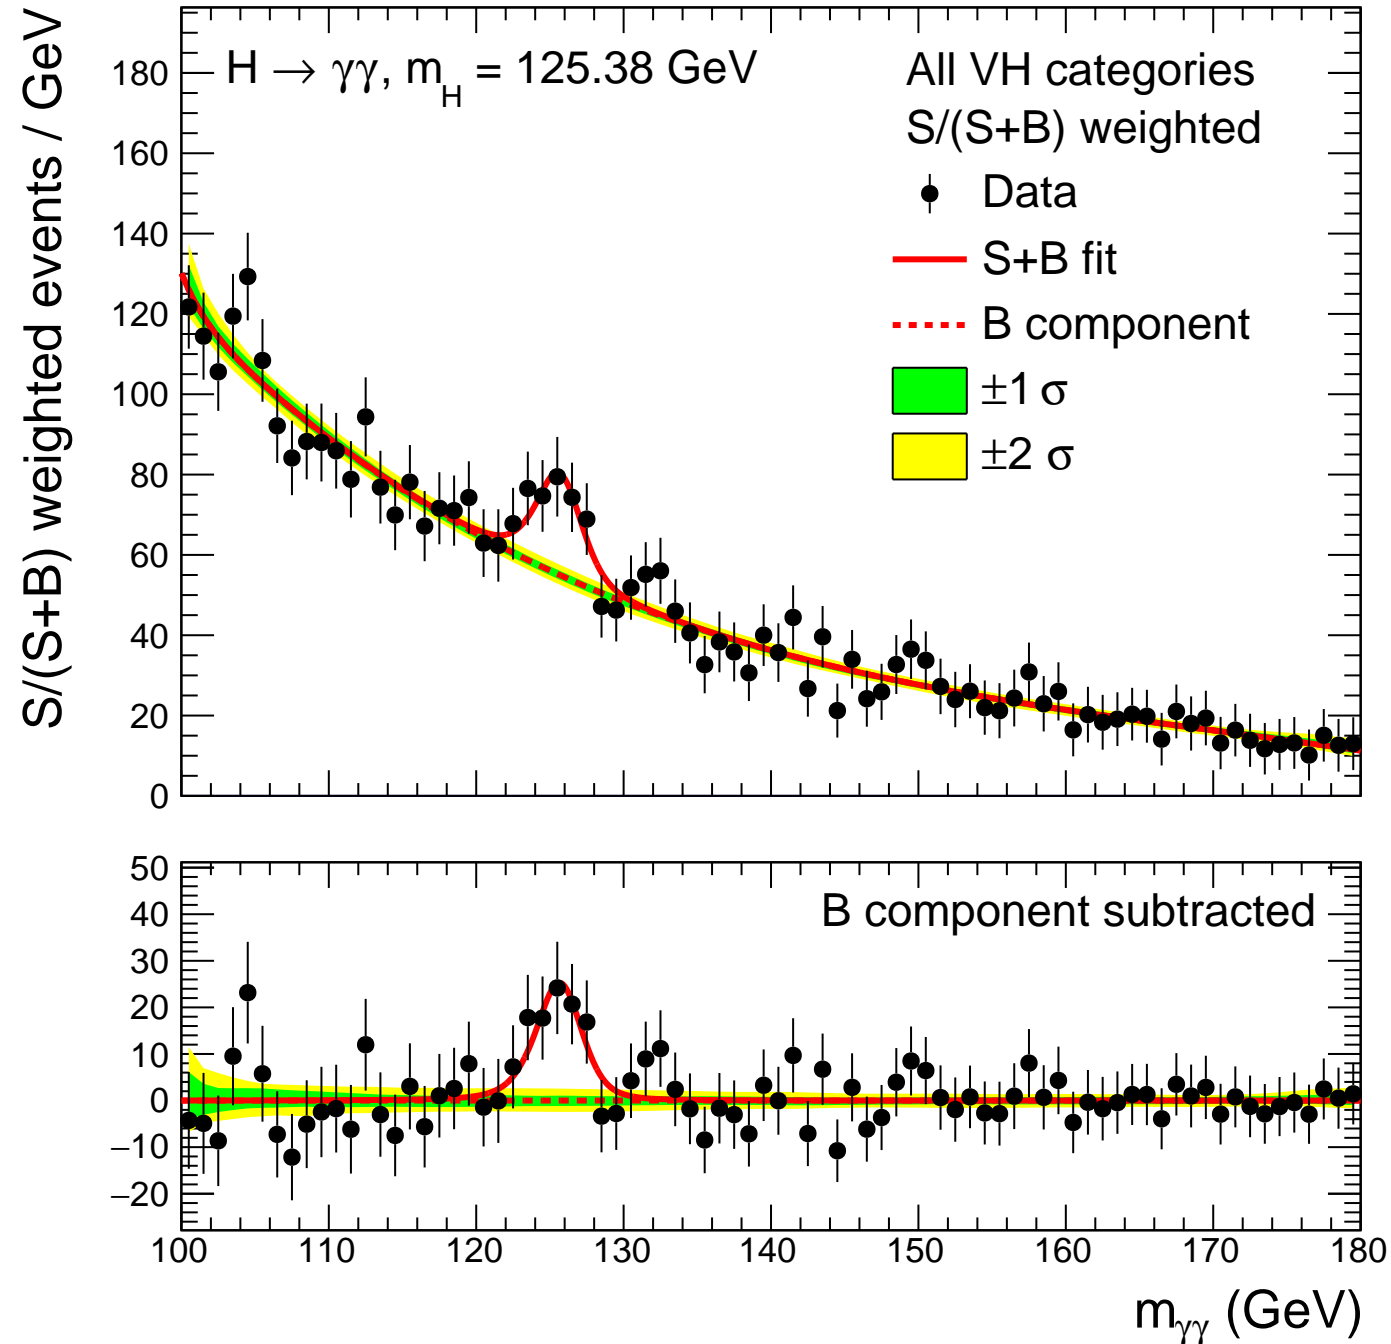 S/(S+B) weighted events / GeV
H → γγ, m_H = 125.38 GeV
All VH categories
S/(S+B) weighted
Data
S+B fit
B component
±1 σ
±2 σ
180
160
140
120
100
80
60
40
20
0
B component subtracted
50
40
30
20
10
0
−10
−20
100 110 120 130 140 150 160 170 180
m_γγ (GeV)